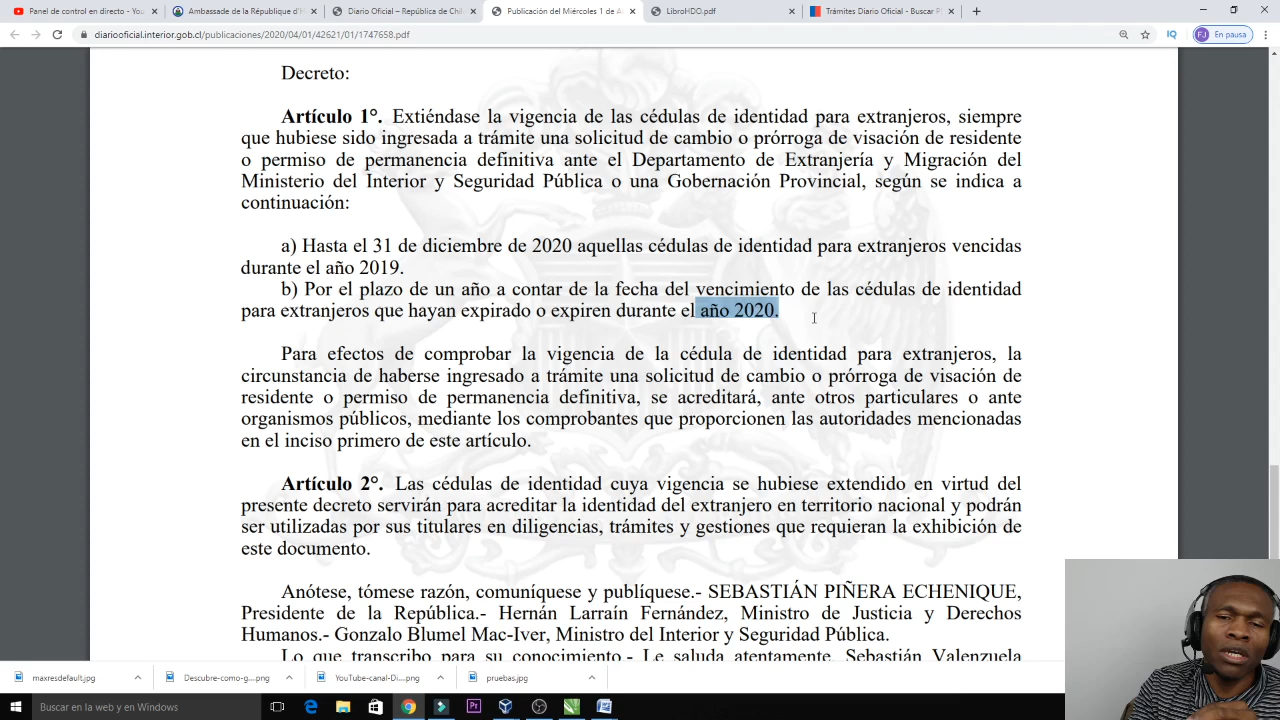 Panel de control en directo - You
Ambassade de la République d'H
Diario Oficial – República de Chil
Publicación del Miércoles 1 de A
LibroHDO.pdf
Trámites Diario Oficial - Buscar P
diariooficial.interior.gob.cl/publicaciones/2020/04/01/42621/01/1747658.pdf
IQ
FJ En pausa
Decreto:
Artículo 1°. Extiéndase la vigencia de las cédulas de identidad para extranjeros, siempre
que hubiese sido ingresada a trámite una solicitud de cambio o prórroga de visación de residente
o permiso de permanencia definitiva ante el Departamento de Extranjería y Migración del
Ministerio del Interior y Seguridad Pública o una Gobernación Provincial, según se indica a
continuación:
a) Hasta el 31 de diciembre de 2020 aquellas cédulas de identidad para extranjeros vencidas
durante el año 2019.
b) Por el plazo de un año a contar de la fecha del vencimiento de las cédulas de identidad
para extranjeros que hayan expirado o expiren durante el año 2020.
Para efectos de comprobar la vigencia de la cédula de identidad para extranjeros, la
circunstancia de haberse ingresado a trámite una solicitud de cambio o prórroga de visación de
residente o permiso de permanencia definitiva, se acreditará, ante otros particulares o ante
organismos públicos, mediante los comprobantes que proporcionen las autoridades mencionadas
en el inciso primero de este artículo.
Artículo 2°. Las cédulas de identidad cuya vigencia se hubiese extendido en virtud del
presente decreto servirán para acreditar la identidad del extranjero en territorio nacional y podrán
ser utilizadas por sus titulares en diligencias, trámites y gestiones que requieran la exhibición de
este documento.
Anótese, tómese razón, comuníquese y publíquese.- SEBASTIÁN PIÑERA ECHENIQUE,
Presidente de la República.- Hernán Larraín Fernández, Ministro de Justicia y Derechos
Humanos.- Gonzalo Blumel Mac-Iver, Ministro del Interior y Seguridad Pública.
Lo que transcribo para su conocimiento.- Le saluda atentamente, Sebastián Valenzuela
maxresdefault.jpg
Descubre-como-g....png
YouTube-canal-Di....png
pruebas.jpg
Buscar en la web y en Windows